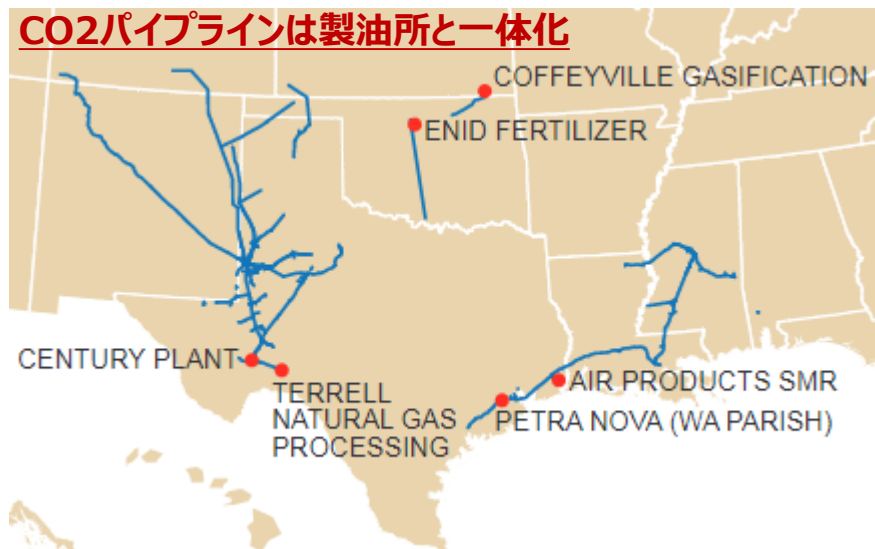 CO2パイプラインは製油所と一体化
COFFEYVILLE GASIFICATION
ENID FERTILIZER
CENTURY PLANT
TERRELL
NATURAL GAS
PROCESSING
AIR PRODUCTS SMR
PETRA NOVA (WA PARISH)